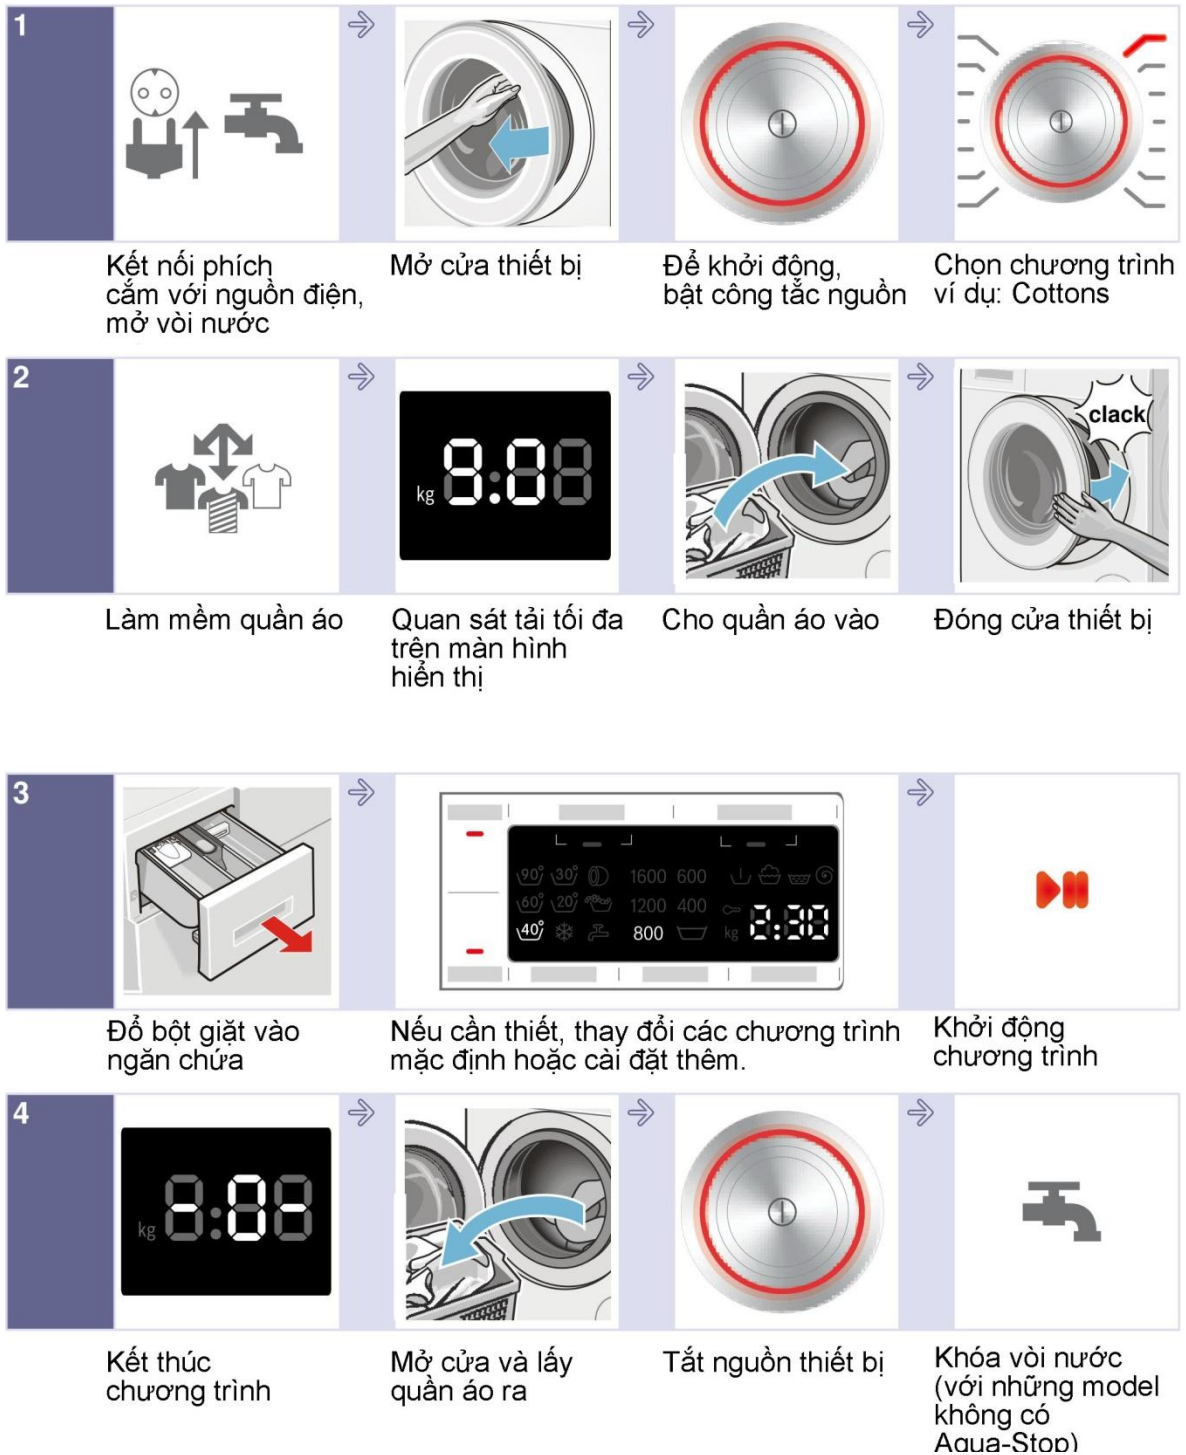 1
Kết nối phích
cắm với nguồn điện,
mở vòi nước
Mở cửa thiết bị
Để khởi động,
bật công tắc nguồn
Chọn chương trình
ví dụ: Cottons
2
kg
clack
Làm mềm quần áo
Quan sát tải tối đa
trên màn hình
hiển thị
Cho quần áo vào
Đóng cửa thiết bị
3
90° 30° 1600 600
60° 20° 1200 400
40° 800 kg 2:30
Đổ bột giặt vào
ngăn chứa
Nếu cần thiết, thay đổi các chương trình
mặc định hoặc cài đặt thêm.
Khởi động
chương trình
4
kg -0-
Kết thúc
chương trình
Mở cửa và lấy
quần áo ra
Tắt nguồn thiết bị
Khóa vòi nước
(với những model
không có
Aqua-Stop)